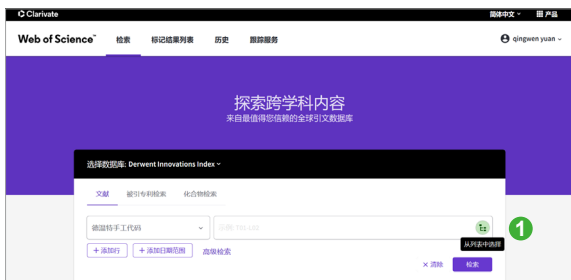 Clarivate
简体中文 产品
Web of Science™ 检索 标记结果列表 历史 跟踪服务 qingwen yuan
探索跨学科内容
来自最值得您信赖的全球引文数据库
选择数据库: Derwent Innovations Index
文献 被引专利检索 化合物检索
德温特手工代码
1
从列表中选择
+ 添加行 + 添加日期范围 高级检索
× 清除 检索